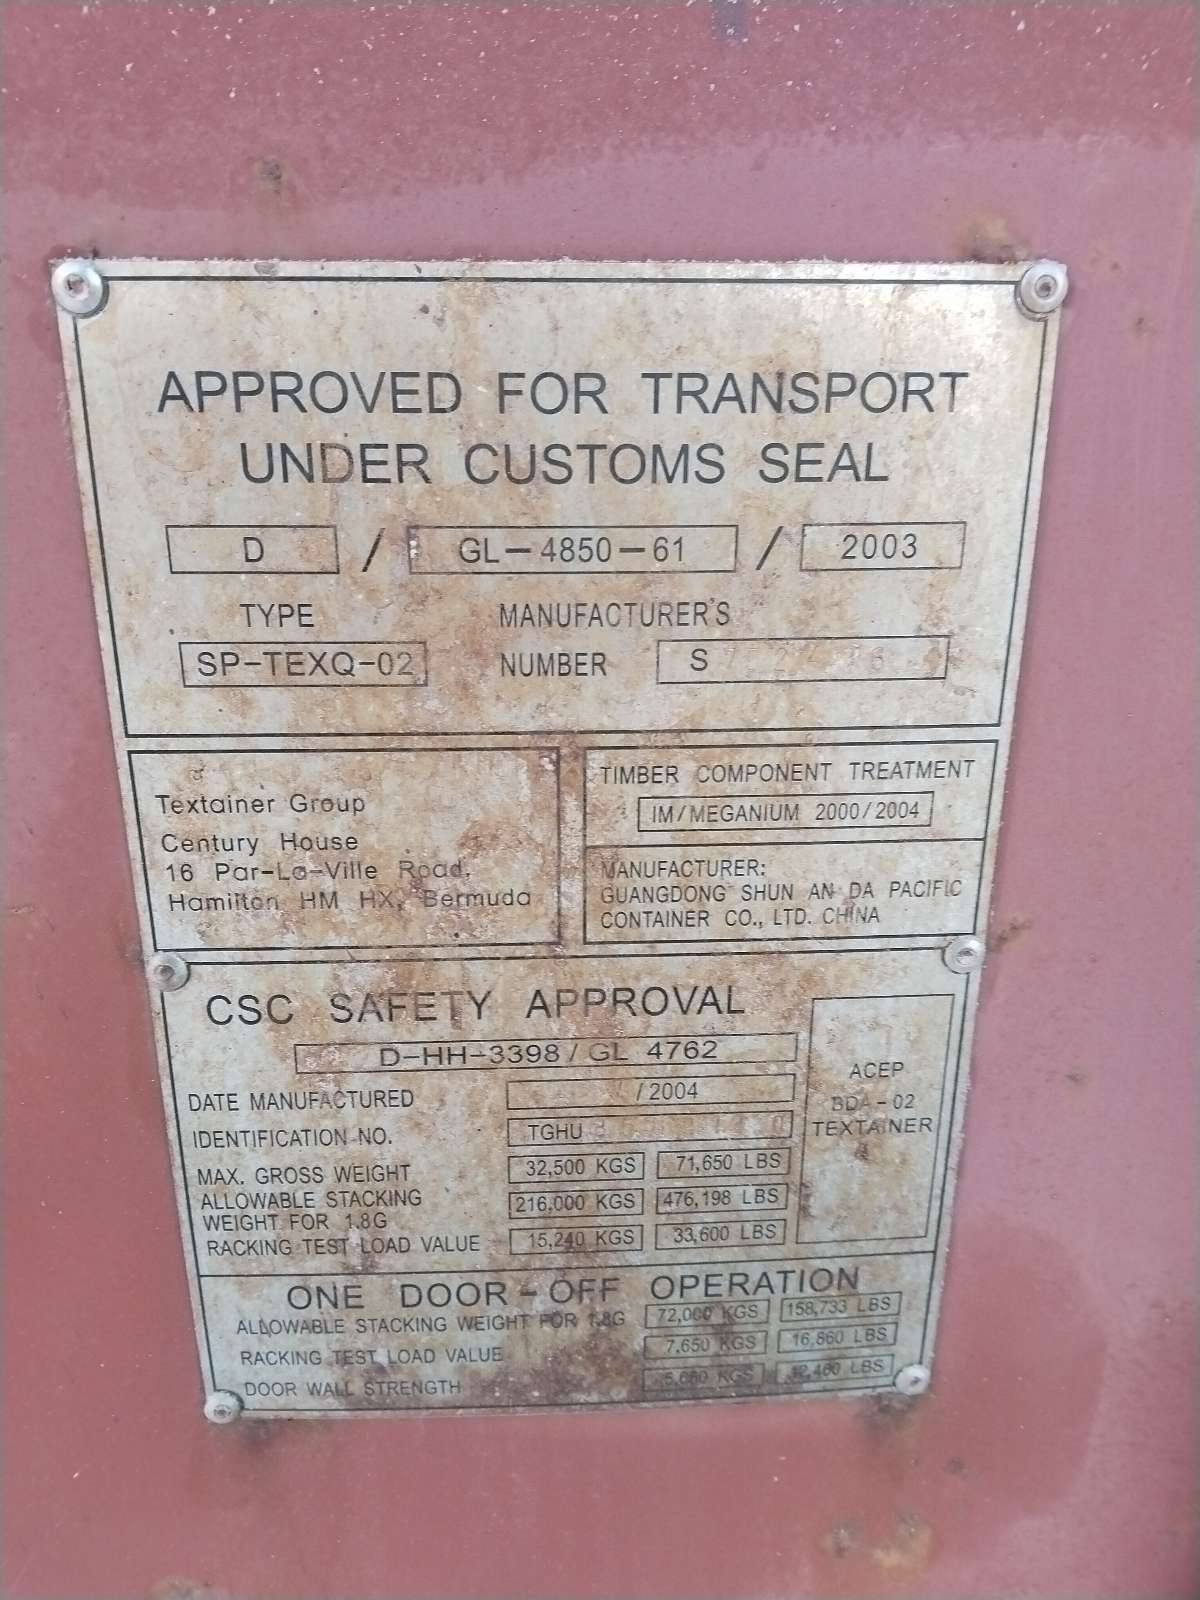 APPROVED FOR TRANSPORT
UNDER CUSTOMS SEAL
D / GL-4850-61 / 2003
TYPE MANUFACTURER'S
SP-TEXQ-02 NUMBER S
Textainer Group
Century House
16 Par-La-Ville Road,
Hamilton HM HX, Bermuda
TIMBER COMPONENT TREATMENT
IM/MEGANIUM 2000/2004
MANUFACTURER:
GUANGDONG SHUN AN DA PACIFIC
CONTAINER CO., LTD. CHINA
CSC SAFETY APPROVAL
D-HH-3398 / GL 4762
DATE MANUFACTURED /2004
IDENTIFICATION NO. TGHU
MAX. GROSS WEIGHT 32,500 KGS 71,650 LBS
ALLOWABLE STACKING
WEIGHT FOR 1.8G 216,000 KGS 476,198 LBS
RACKING TEST LOAD VALUE 15,240 KGS 33,600 LBS
ACEP
BDA-02
TEXTAINER
ONE DOOR-OFF OPERATION
ALLOWABLE STACKING WEIGHT FOR 1.8G 72,000 KGS 158,733 LBS
RACKING TEST LOAD VALUE 7,650 KGS 16,860 LBS
DOOR WALL STRENGTH KGS LBS